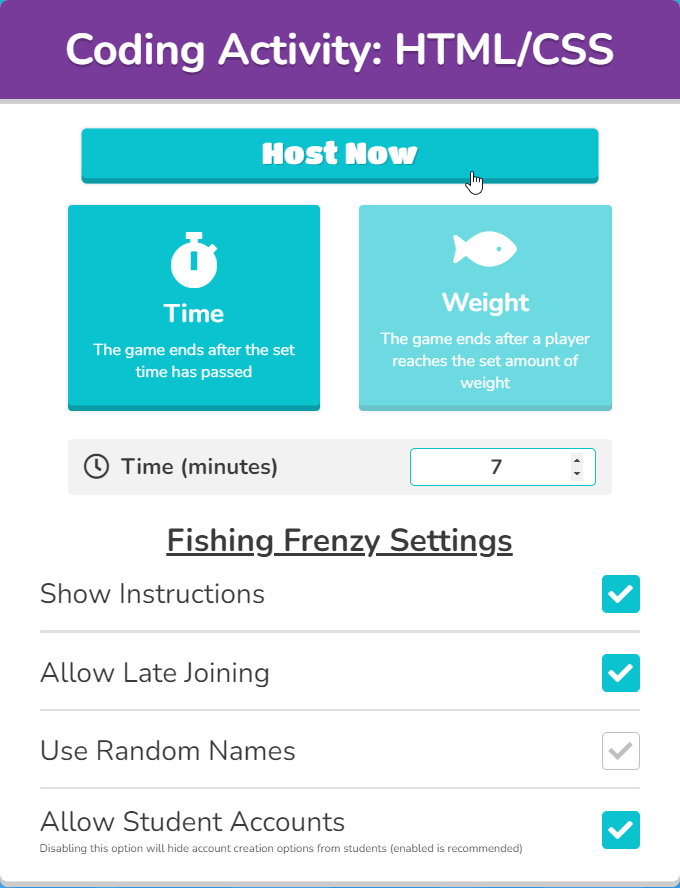 Coding Activity: HTML/CSS
Host Now
Time
The game ends after the set
time has passed
Weight
The game ends after a player
reaches the set amount of
weight
Time (minutes)
7
Fishing Frenzy Settings
Show Instructions
Allow Late Joining
Use Random Names
Allow Student Accounts
Disabling this option will hide account creation options from students (enabled is recommended)